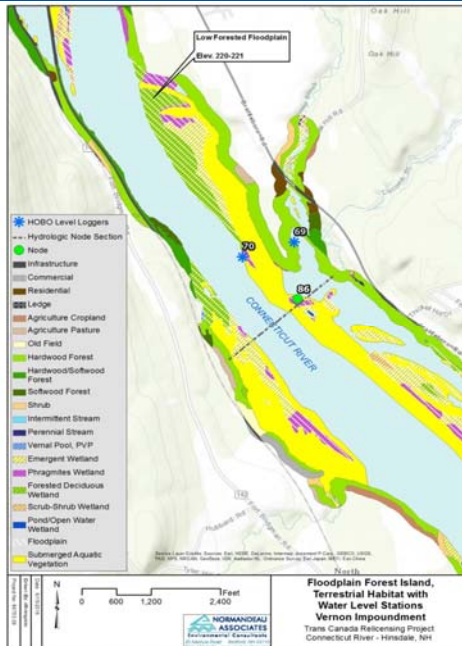 Oak Hill
Oak Hill
Low Forested Floodplain
Elev. 220-221
69
70
86
CONNECTICUT RIVER
HOBO Level Loggers
Hydrologic Node Section
Node
Infrastructure
Commercial
Residential
Ledge
Agriculture Cropland
Agriculture Pasture
Old Field
Hardwood Forest
Hardwood/Softwood
Forest
Softwood Forest
Shrub
Intermittent Stream
Perennial Stream
Vernal Pool, PVP
Emergent Wetland
Phragmites Wetland
Forested Deciduous
Wetland
Scrub-Shrub Wetland
Pond/Open Water
Wetland
Floodplain
Submerged Aquatic
Vegetation
142
North
N
Feet
0 600 1,200 2,400
NORMANDEAU
ASSOCIATES
Environmental Consultants
Floodplain Forest Island,
Terrestrial Habitat with
Water Level Stations
Vernon Impoundment
Trans Canada Relicensing Project
Connecticut River - Hinsdale, NH